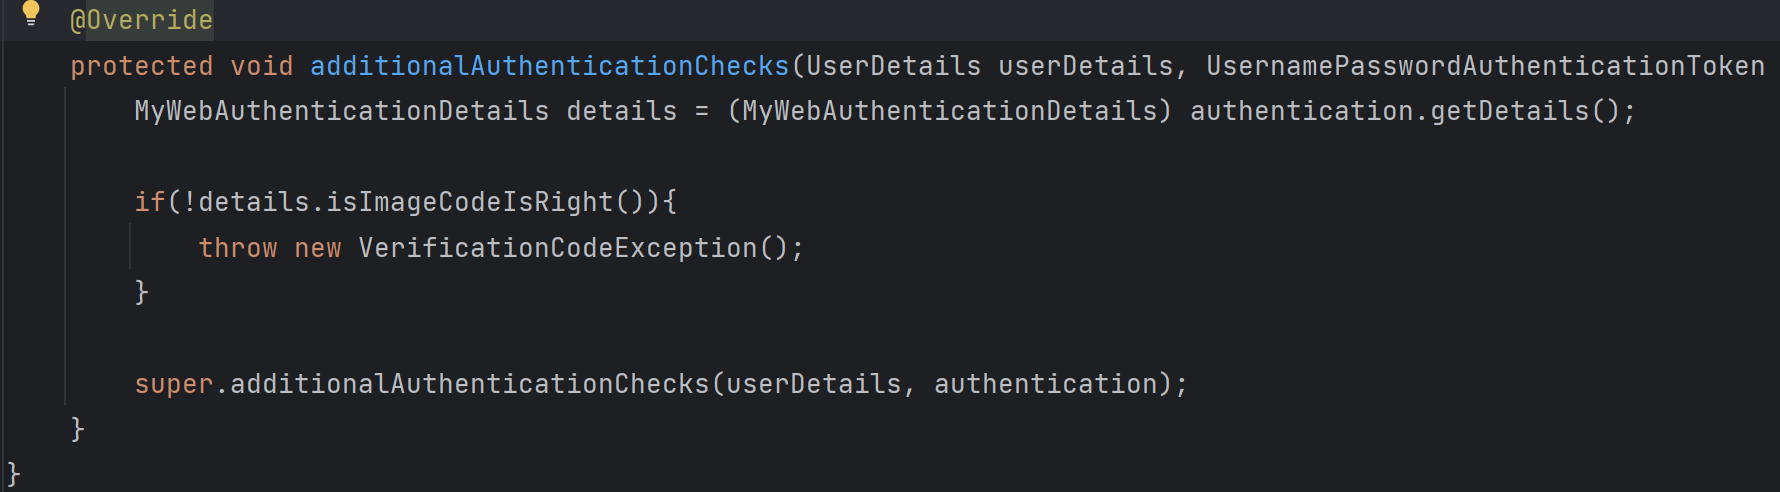 @Override
protected void additionalAuthenticationChecks(UserDetails userDetails, UsernamePasswordAuthenticationToken
MyWebAuthenticationDetails details = (MyWebAuthenticationDetails) authentication.getDetails();
if(!details.isImageCodeIsRight()){
throw new VerificationCodeException();
}
super.additionalAuthenticationChecks(userDetails, authentication);
}
}